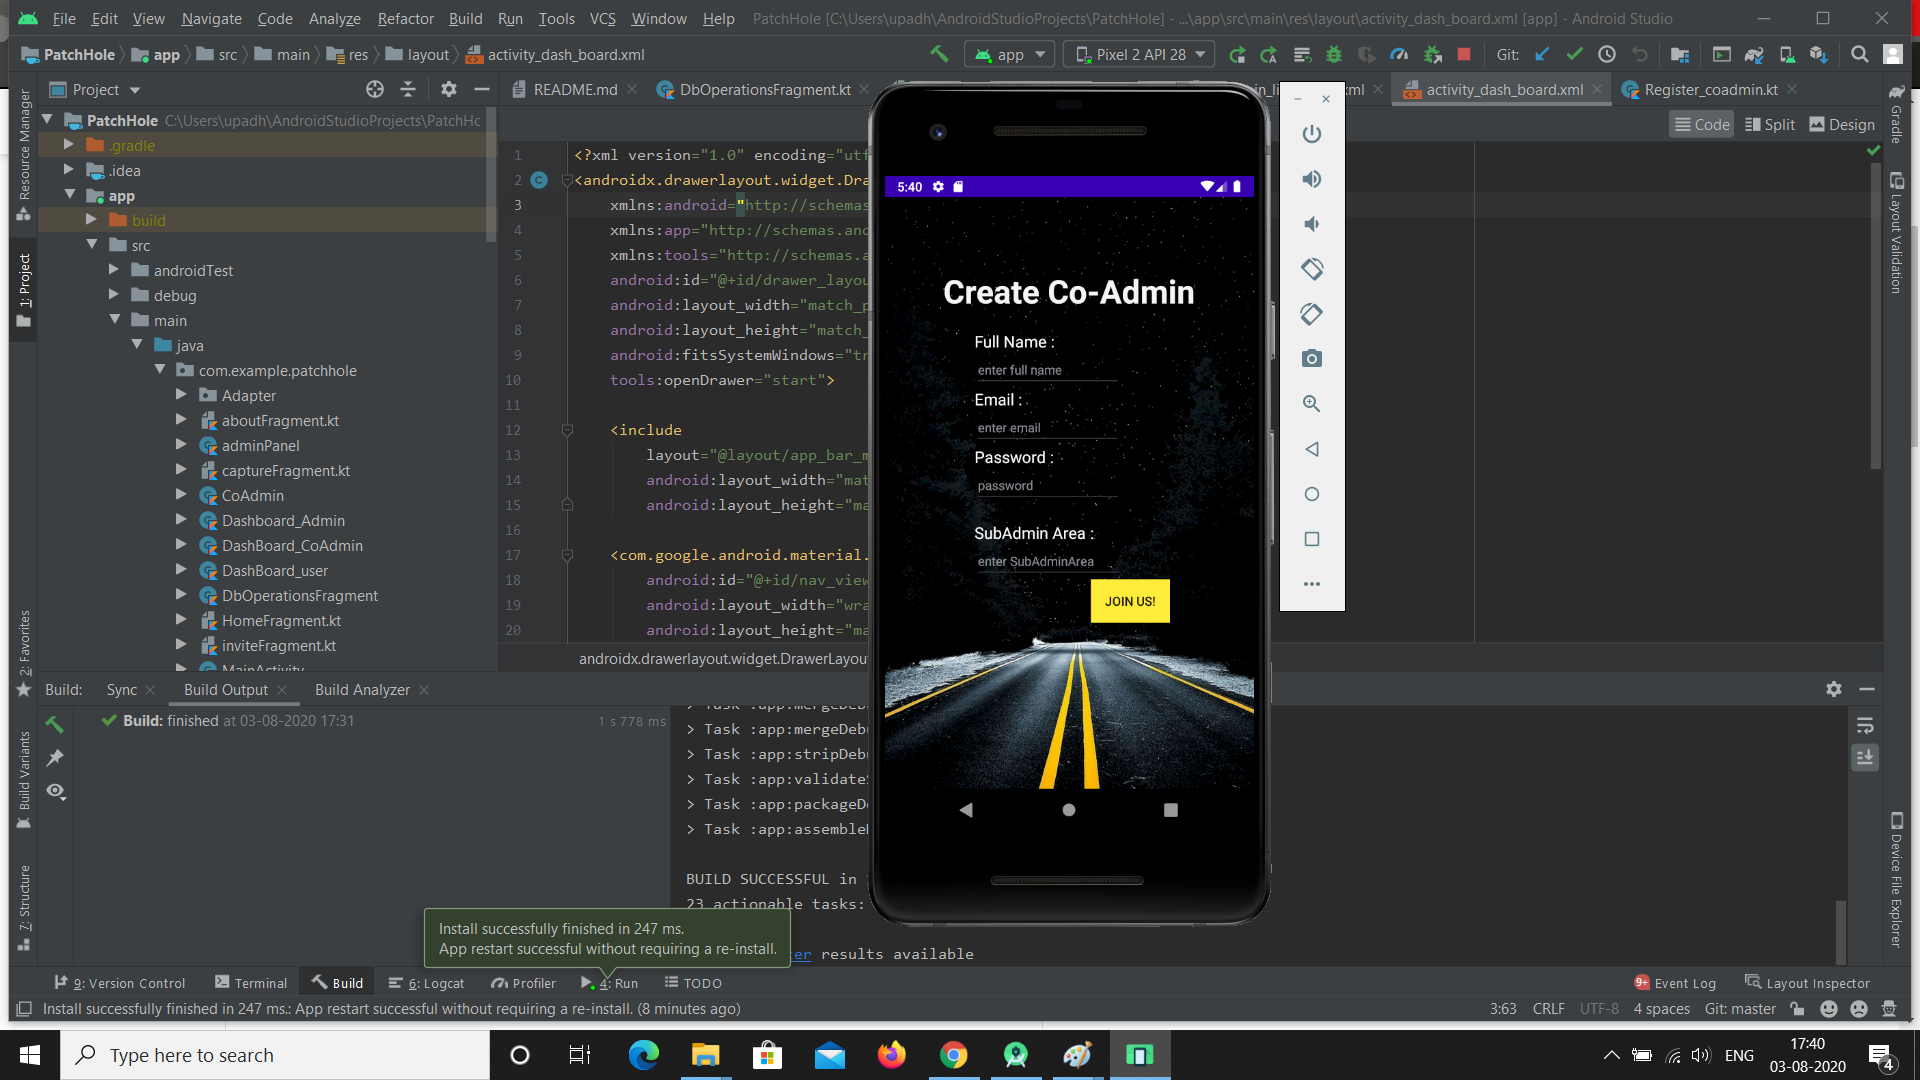 File Edit View Navigate Code Analyze Refactor Build Run Tools VCS Window Help PatchHole [C:\Users\upadh\AndroidStudioProjects\PatchHole] - ...\app\src\main\res\layout\activity_dash_board.xml [app] - Android Studio
PatchHole app src main res layout activity_dash_board.xml app Pixel 2 API 28 Git:
Project
README.md DbOperationsFragment.kt activity_dash_board.xml Register_coadmin.kt
Code Split Design
PatchHole C:\Users\upadh\AndroidStudioProjects\PatchHo
.gradle
.idea
app
build
src
androidTest
debug
main
java
com.example.patchhole
Adapter
aboutFragment.kt
adminPanel
captureFragment.kt
CoAdmin
Dashboard_Admin
DashBoard_CoAdmin
DashBoard_user
DbOperationsFragment
HomeFragment.kt
inviteFragment.kt
MainActivity
Resource Manager
1: Project
2: Favorites
Build Variants
7: Structure
1 <?xml version="1.0" encoding="utf
2 <androidx.drawerlayout.widget.Dra
3 xmlns:android="http://schemas
4 xmlns:app="http://schemas.and
5 xmlns:tools="http://schemas.a
6 android:id="@+id/drawer_layou
7 android:layout_width="match_p
8 android:layout_height="match_
9 android:fitsSystemWindows="tr
10 tools:openDrawer="start">
11
12 <include
13 layout="@layout/app_bar_m
14 android:layout_width="mat
15 android:layout_height="ma
16
17 <com.google.android.material.
18 android:id="@+id/nav_view
19 android:layout_width="wra
20 android:layout_height="ma
androidx.drawerlayout.widget.DrawerLayout
5:40
Create Co-Admin
Full Name :
enter full name
Email :
enter email
Password :
password
SubAdmin Area :
enter SubAdminArea
JOIN US!
Gradle
Layout Validation
Device File Explorer
Build: Sync Build Output Build Analyzer
Build: finished at 03-08-2020 17:31 1 s 778 ms
> Task :app:mergeDe
> Task :app:mergeDebu
> Task :app:stripDebu
> Task :app:validateS
> Task :app:packageDe
> Task :app:assembleD
BUILD SUCCESSFUL in
23 actionable tasks:
results available
Install successfully finished in 247 ms.
App restart successful without requiring a re-install.
9: Version Control Terminal Build 6: Logcat Profiler 4: Run TODO 9+ Event Log Layout Inspector
Install successfully finished in 247 ms.: App restart successful without requiring a re-install. (8 minutes ago) 3:63 CRLF UTF-8 4 spaces Git: master
Type here to search
ENG
17:40
03-08-2020
4